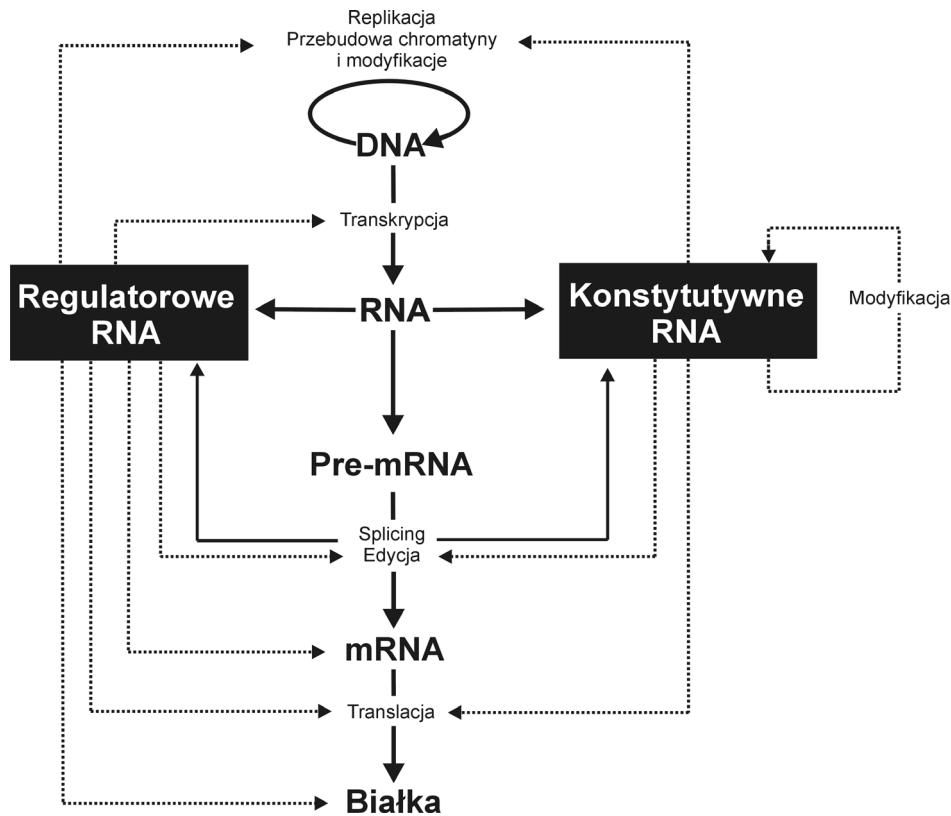 Replikacja
Przebudowa chromatyny
i modyfikacje
DNA
Transkrypcja
Regulatorowe
RNA
RNA
Konstytutywne
RNA
Modyfikacja
Pre-mRNA
Splicing
Edycja
mRNA
Translacja
Białka